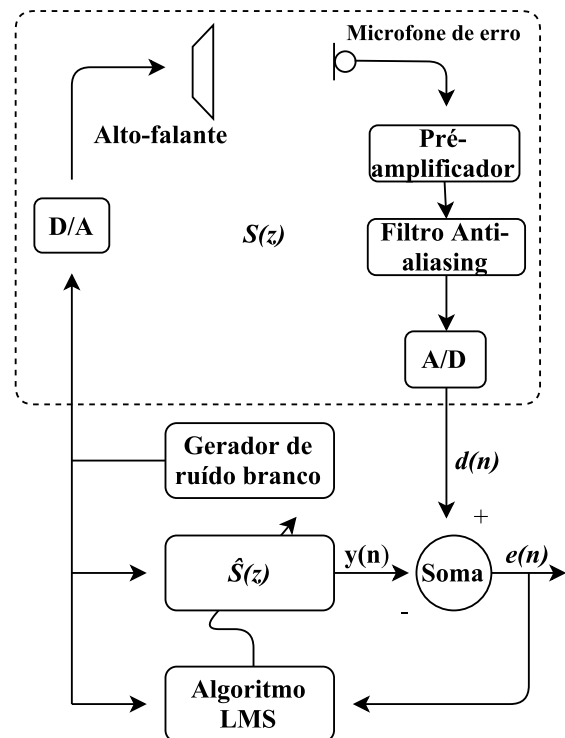 Microfone de erro
Alto-falante
Pré-
amplificador
D/A
S(z)
Filtro Anti-
aliasing
A/D
Gerador de
ruído branco
d(n)
+
Ŝ(z)
y(n)
Soma
e(n)
-
Algoritmo
LMS